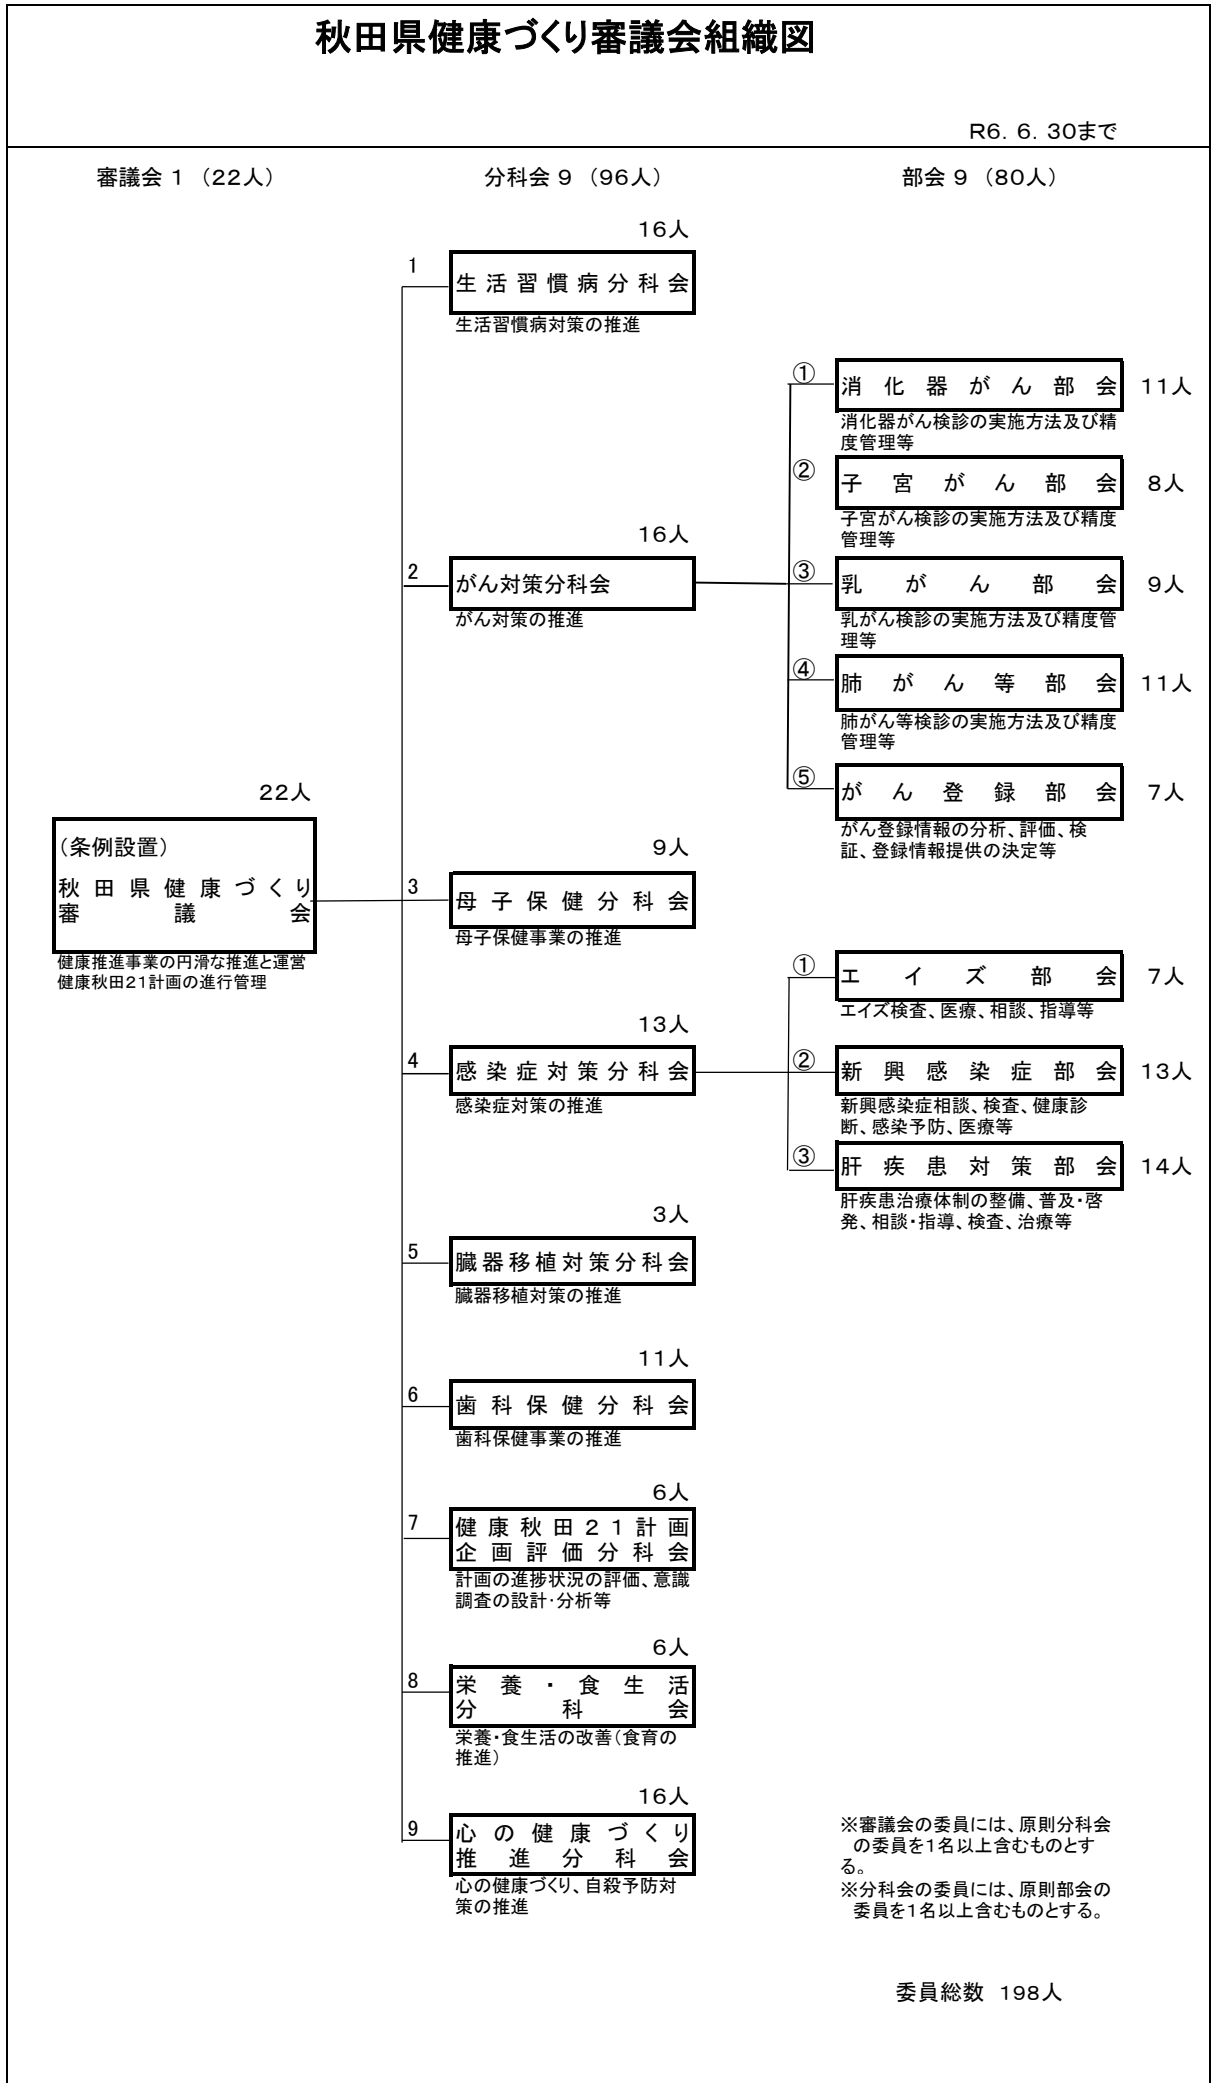 秋田県健康づくり審議会組織図
R6. 6. 30まで
審議会 1 (22人)
分科会 9 (96人)
部会 9 (80人)
22人
(条例設置)
秋田県健康づくり
審議会
健康推進事業の円滑な推進と運営
健康秋田21計画の進行管理
16人
1
生活習慣病分科会
生活習慣病対策の推進
16人
2
がん対策分科会
がん対策の推進
①
消化器がん部会
11人
消化器がん検診の実施方法及び精
度管理等
②
子宮がん部会
8人
子宮がん検診の実施方法及び精度
管理等
③
乳がん部会
9人
乳がん検診の実施方法及び精度管
理等
④
肺がん等部会
11人
肺がん等検診の実施方法及び精度
管理等
⑤
がん登録部会
7人
がん登録情報の分析、評価、検
証、登録情報提供の決定等
9人
3
母子保健分科会
母子保健事業の推進
13人
4
感染症対策分科会
感染症対策の推進
①
エイズ部会
7人
エイズ検査、医療、相談、指導等
②
新興感染症部会
13人
新興感染症相談、検査、健康診
断、感染予防、医療等
③
肝疾患対策部会
14人
肝疾患治療体制の整備、普及・啓
発、相談・指導、検査、治療等
3人
5
臓器移植対策分科会
臓器移植対策の推進
11人
6
歯科保健分科会
歯科保健事業の推進
6人
7
健康秋田21計画
企画評価分科会
計画の進捗状況の評価、意識
調査の設計・分析等
6人
8
栄養・食生活
分科会
栄養・食生活の改善(食育の
推進)
16人
9
心の健康づくり
推進分科会
心の健康づくり、自殺予防対
策の推進
※審議会の委員には、原則分科会
の委員を1名以上含むものとす
る。
※分科会の委員には、原則部会の
委員を1名以上含むものとする。
委員総数 198人